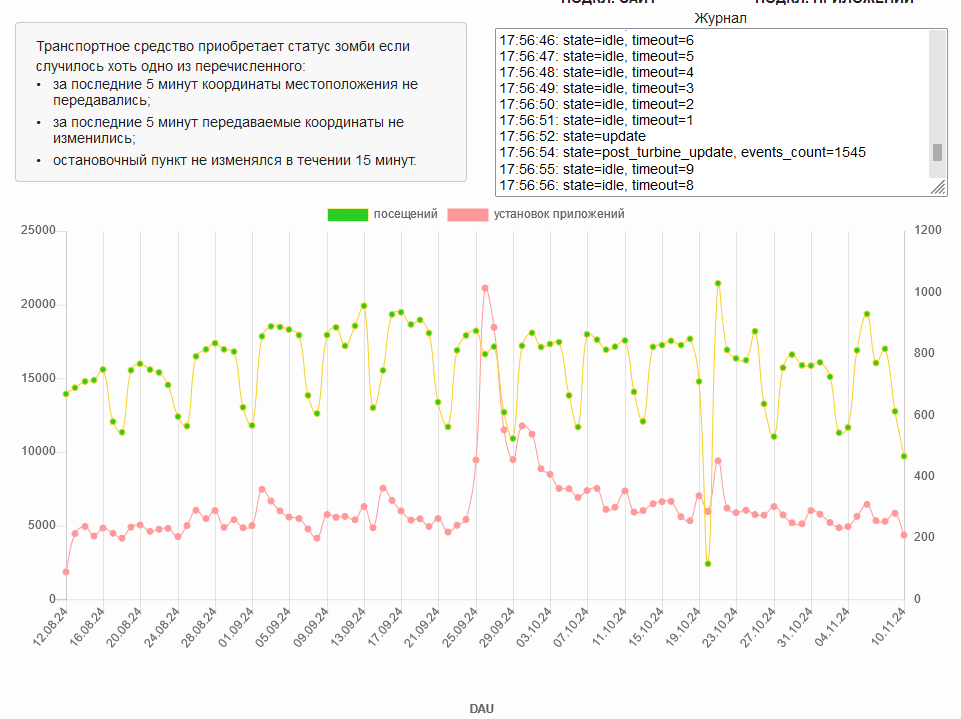 ПОДКЛ. САЙТ ПОДКЛ. ПРИЛОЖЕНИЙ
Журнал
Транспортное средство приобретает статус зомби если
случилось хоть одно из перечисленного:
• за последние 5 минут координаты местоположения не
передавались;
• за последние 5 минут передаваемые координаты не
изменились;
• остановочный пункт не изменялся в течении 15 минут.
17:56:46: state=idle, timeout=6
17:56:47: state=idle, timeout=5
17:56:48: state=idle, timeout=4
17:56:49: state=idle, timeout=3
17:56:50: state=idle, timeout=2
17:56:51: state=idle, timeout=1
17:56:52: state=update
17:56:54: state=post_turbine_update, events_count=1545
17:56:55: state=idle, timeout=9
17:56:56: state=idle, timeout=8
посещений установок приложений
25000 1200
20000 1000
15000 800
10000 600
5000 400
0 200
0
12.08.24 16.08.24 20.08.24 24.08.24 28.08.24 01.09.24 05.09.24 09.09.24 13.09.24 17.09.24 21.09.24 25.09.24 29.09.24 03.10.24 07.10.24 11.10.24 15.10.24 19.10.24 23.10.24 27.10.24 31.10.24 04.11.24 10.11.24
DAU